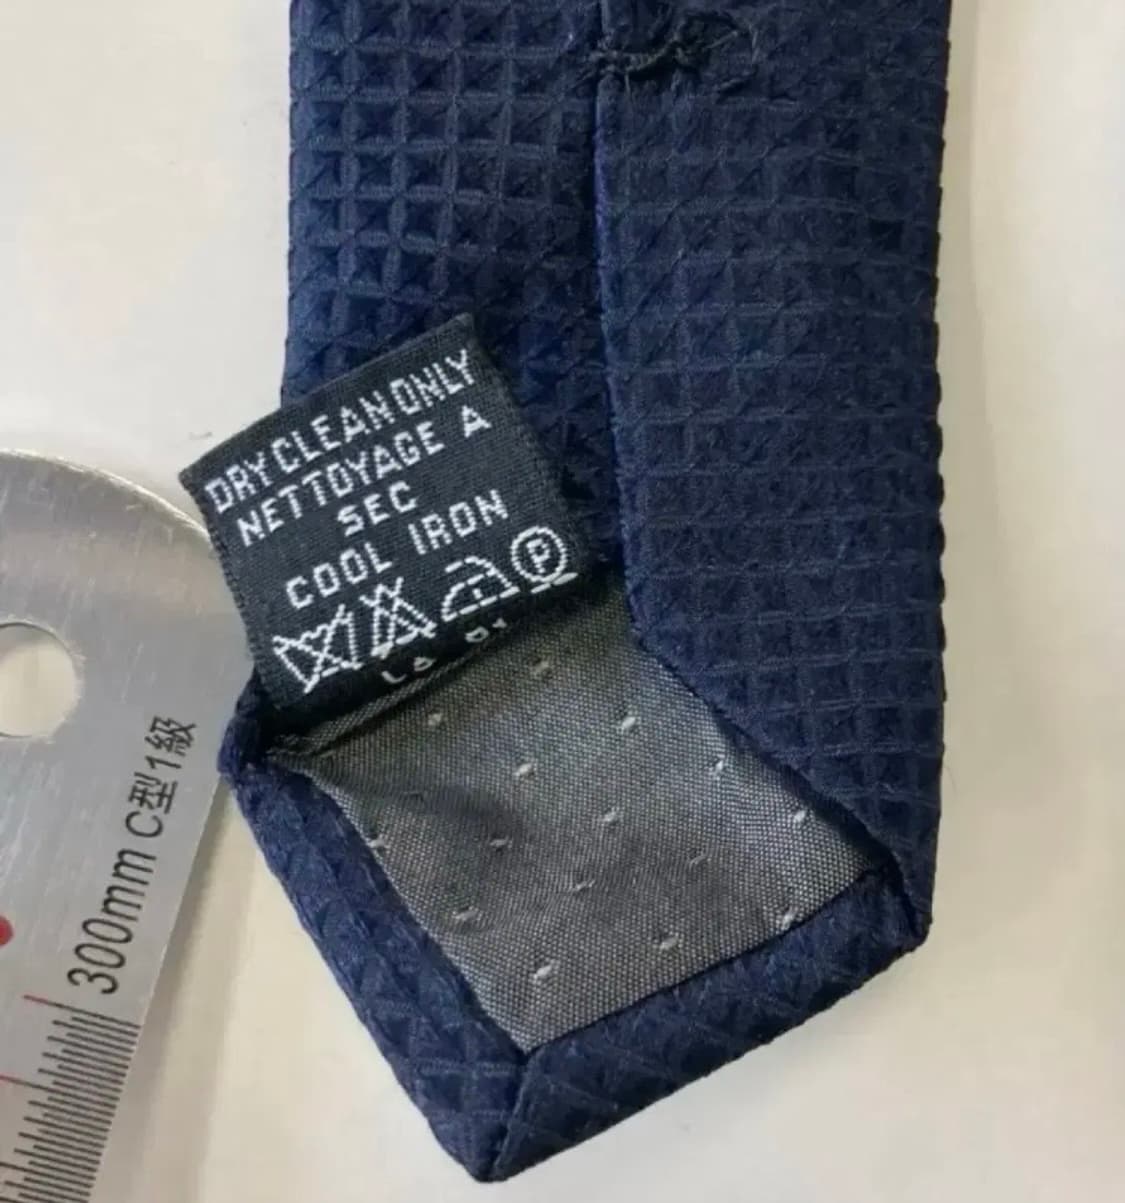 DRY CLEAN ONLY
NETTOYAGE A
SEC
COOL IRON
P
300mm C型1級